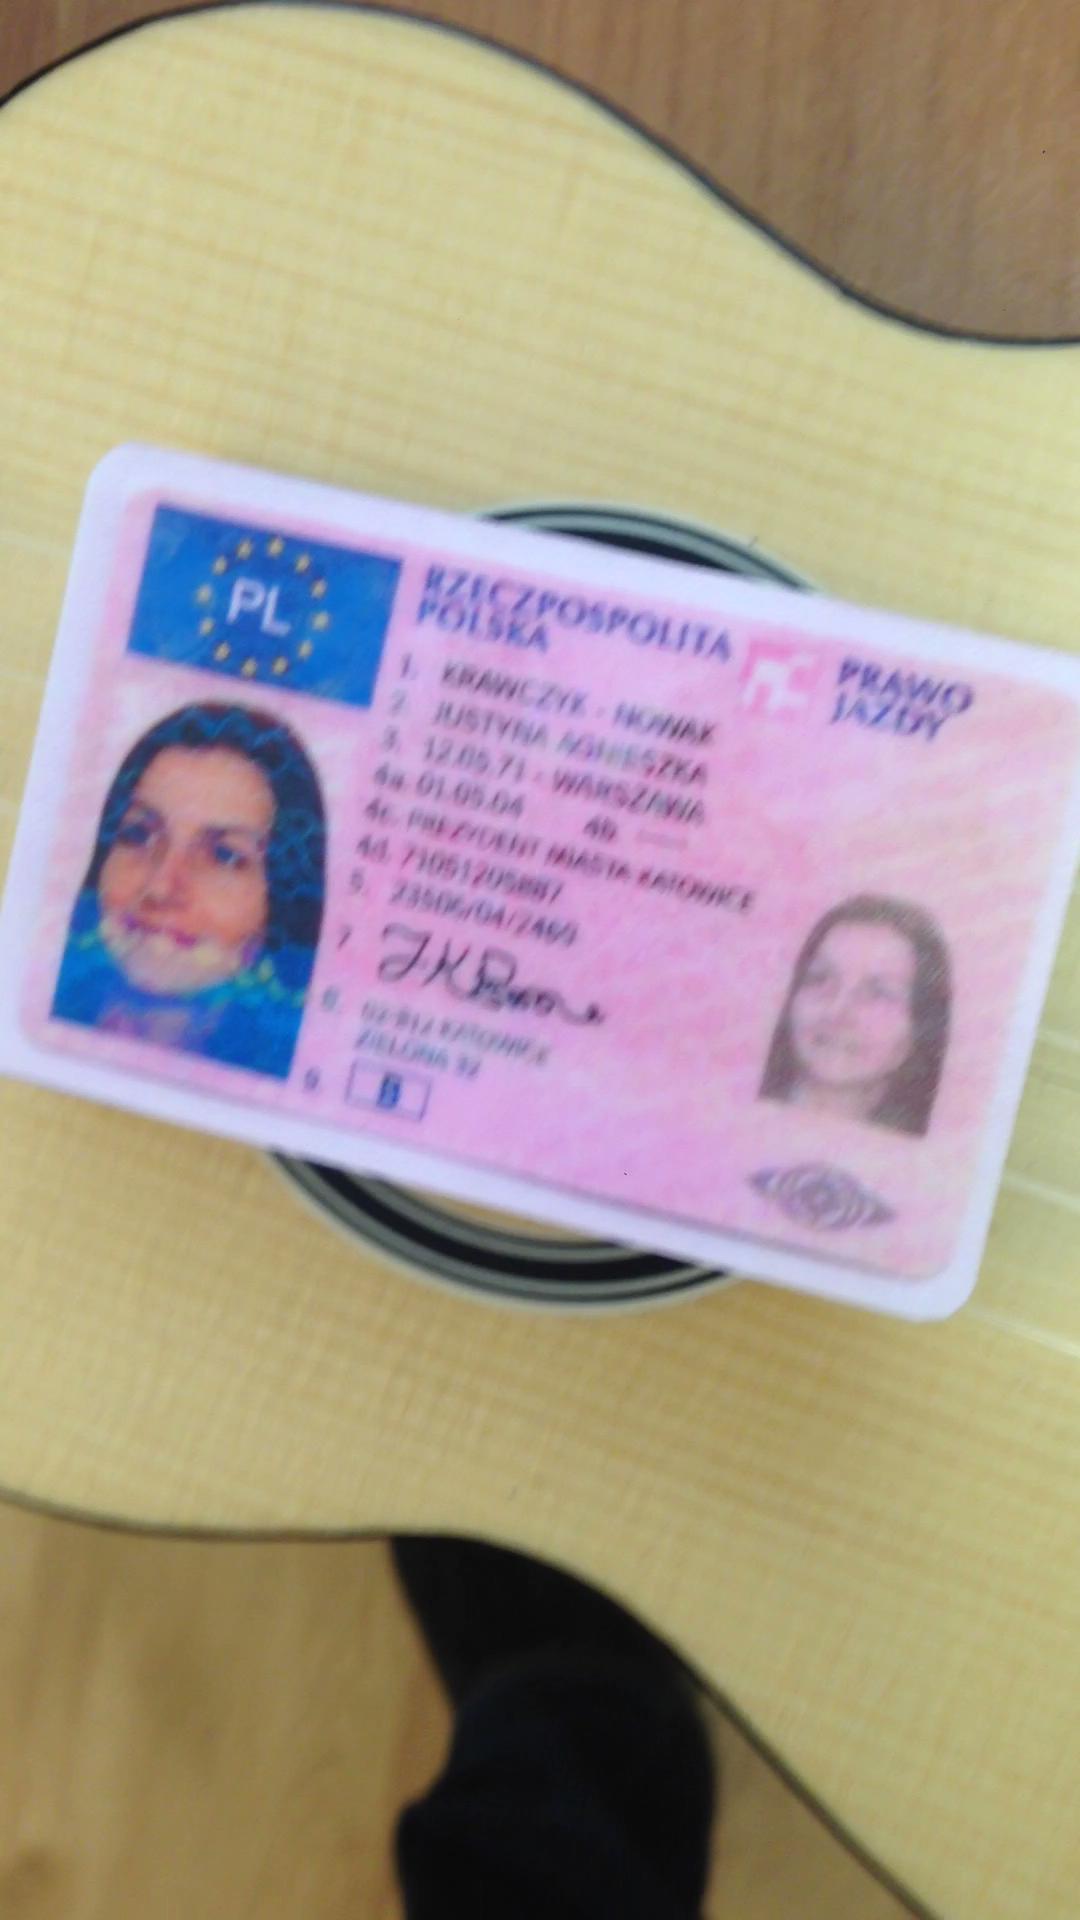 PL
RZECZPOSPOLITA
POLSKA
PRAWO
JAZDY
1. KRAWCZYK - NOWAK
2. JUSTYNA AGNIESZKA
3. 12.05.71 - WARSZAWA
4a. 01.05.04 4b. ----
4c. PREZYDENT MIASTA KATOWICE
4d. 71051205887
5. 23506/04/2469
7.
8. 02-812 KATOWICE
ZIELONA 32
9. B